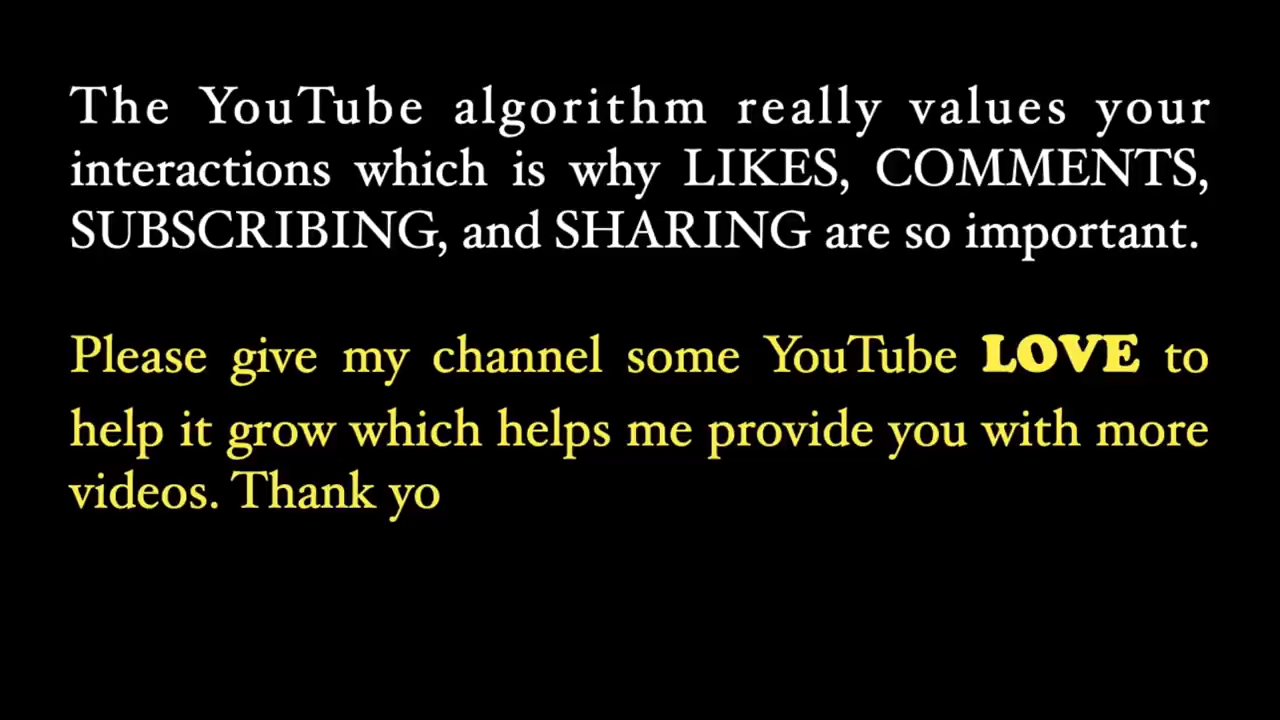 The YouTube algorithm really values your
interactions which is why LIKES, COMMENTS,
SUBSCRIBING, and SHARING are so important.
Please give my channel some YouTube LOVE to
help it grow which helps me provide you with more
videos. Thank yo